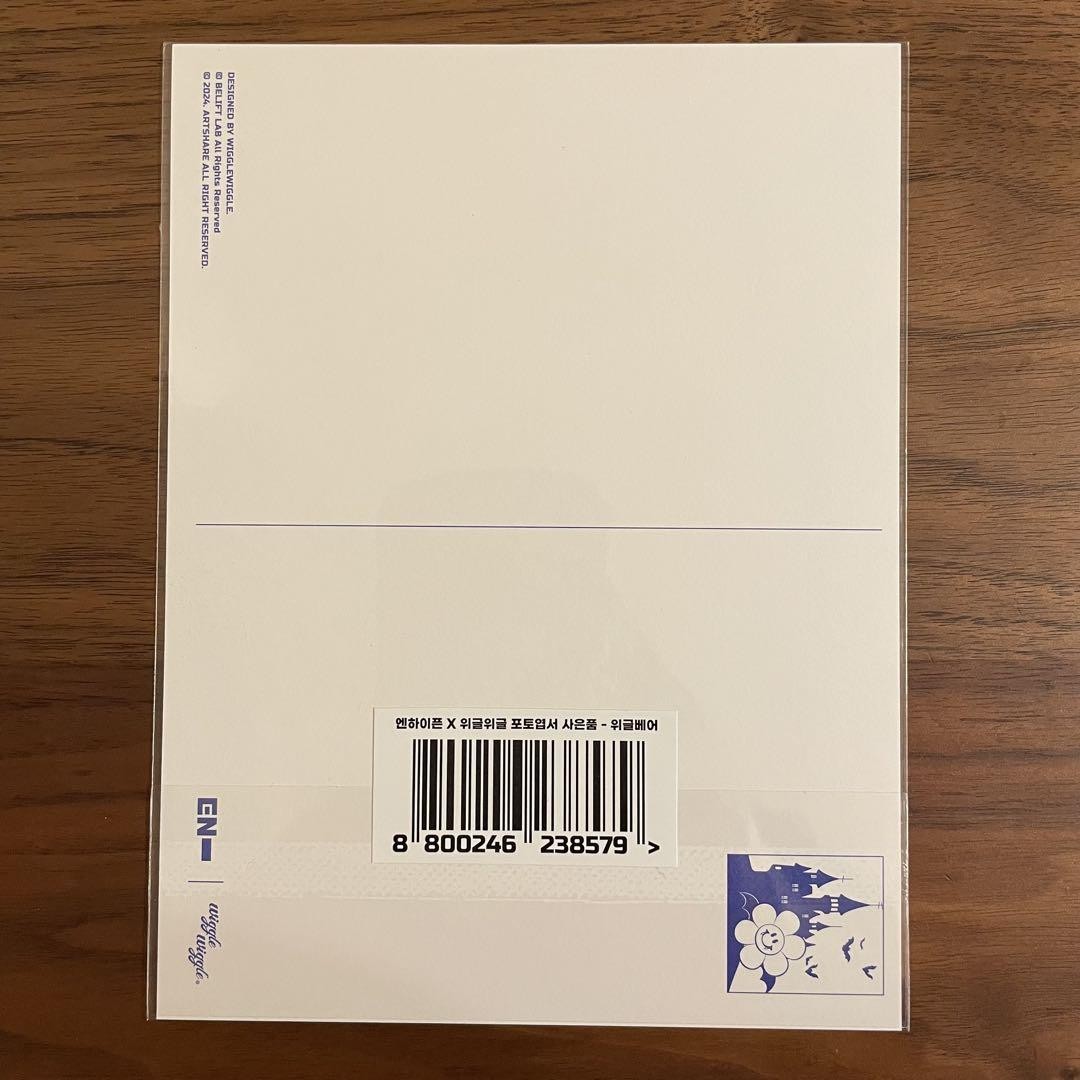 DESIGNED BY WIGGLEWIGGLE.
© BELIFT LAB All Rights Reserved
© 2024. ARTSHARE ALL RIGHT RESERVED.
엔하이픈 X 위글위글 포토엽서 사은품 - 위글베어
8 800246 238579 >
EN-
wiggle wiggle®